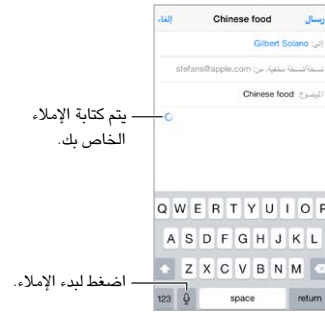 إلغاء Chinese food إرسال
إلى: Gilbert Solano
نسخة/نسخة مخفية، من: stefans@apple.com
الموضوع: Chinese food
يتم كتابة الإملاء
الخاص بك.
Q W E R T Y U I O P
A S D F G H J K L
Z X C V B N M
اضغط لبدء الإملاء.
123 space return